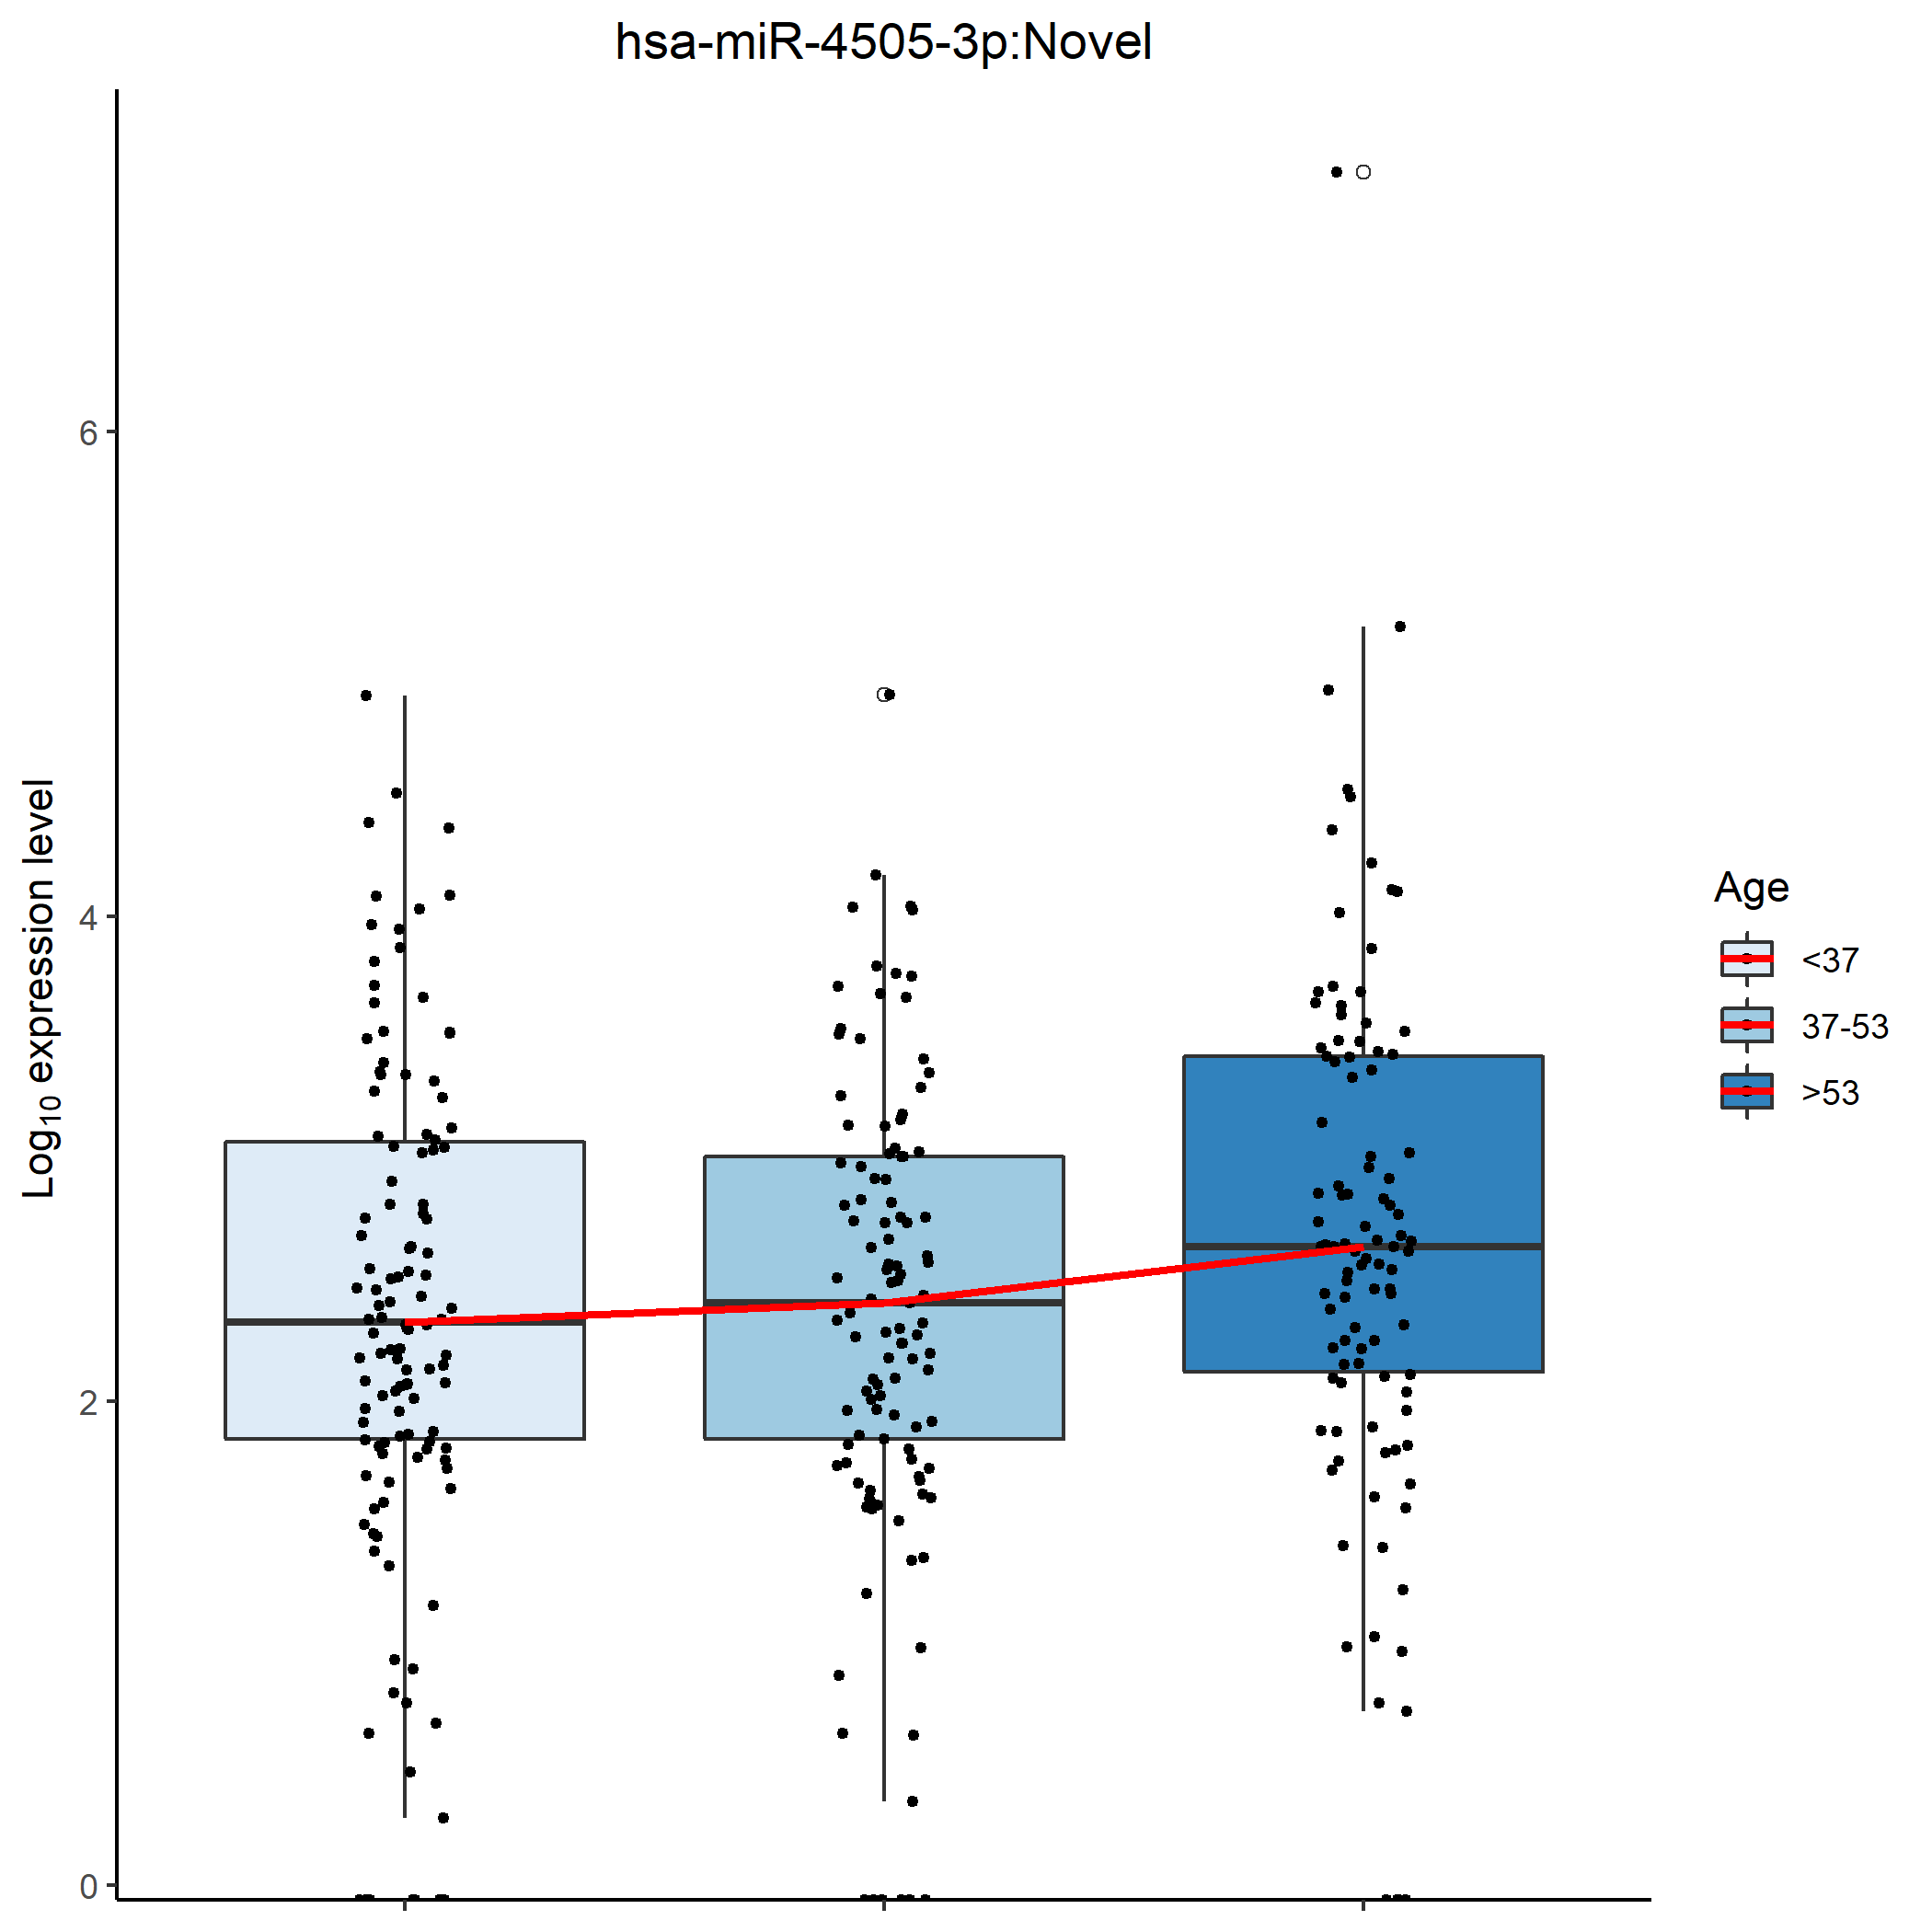 hsa-miR-4505-3p:Novel
Log10 expression level
6
4
2
0
Age
<37
37-53
>53